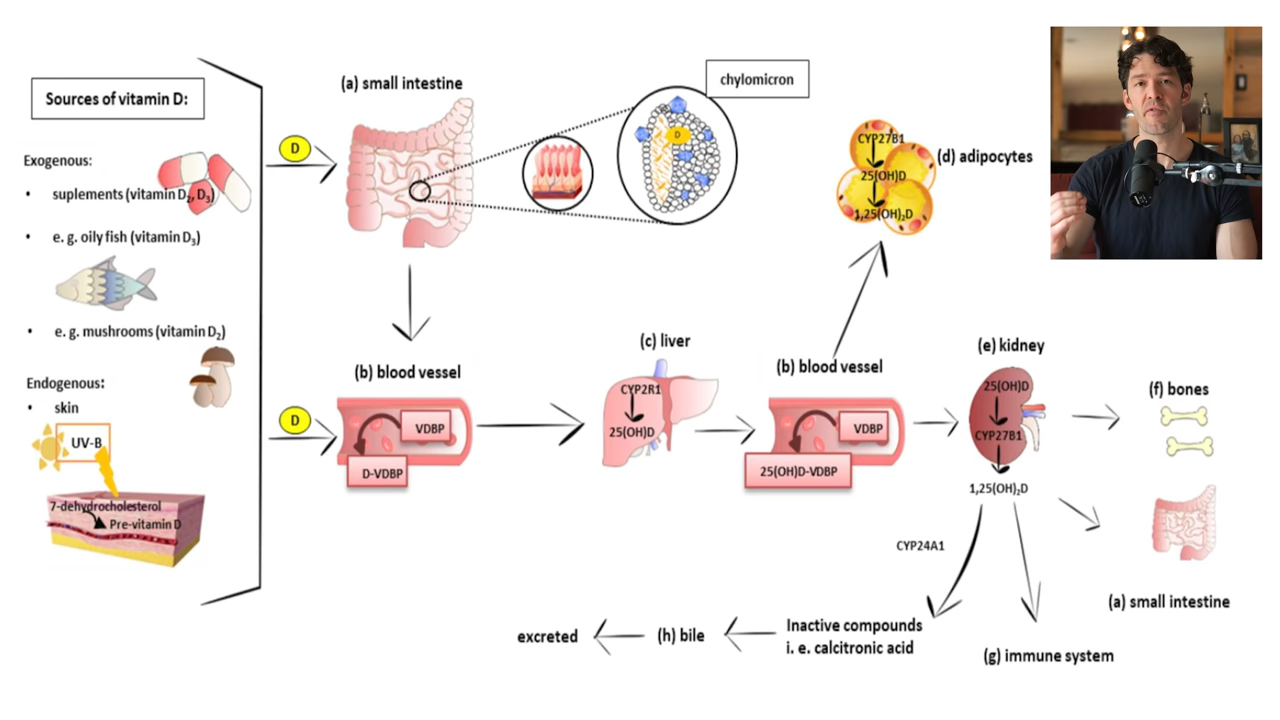 Sources of vitamin D:
Exogenous:
• suplements (vitamin D₂, D₃)
• e. g. oily fish (vitamin D₃)
• e. g. mushrooms (vitamin D₂)
Endogenous:
• skin
UV-B
7-dehydrocholesterol
Pre-vitamin D
D
D
(a) small intestine
D
chylomicron
(b) blood vessel
VDBP
D-VDBP
(c) liver
CYP2R1
25(OH)D
(b) blood vessel
VDBP
25(OH)D-VDBP
CYP27B1
25(OH)D
1,25(OH)₂D
(d) adipocytes
(e) kidney
25(OH)D
CYP27B1
1,25(OH)₂D
(f) bones
(a) small intestine
(g) immune system
CYP24A1
Inactive compounds
i. e. calcitronic acid
(h) bile
excreted